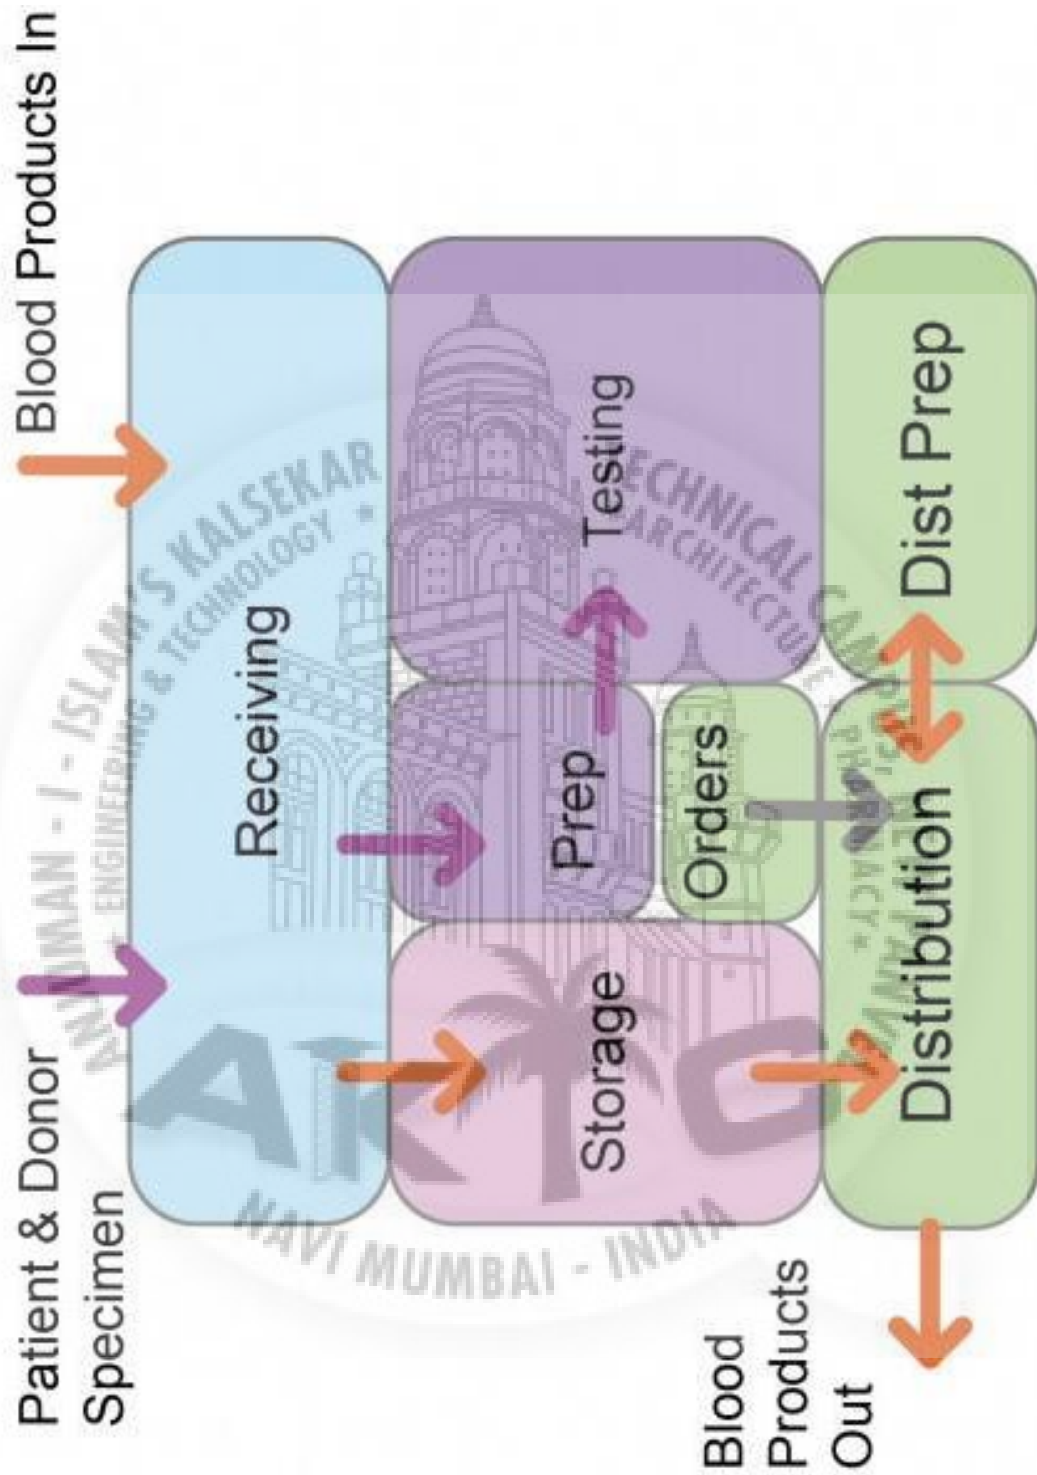 Patient & Donor
Specimen
Blood Products In
Receiving
Storage
Prep
Testing
Orders
Distribution
Dist Prep
Blood
Products
Out
ANJUMAN - I - ISLAM'S KALSEKAR TECHNICAL CAMPUS,
ENGINEERING & TECHNOLOGY * ARCHITECTURE * PHARMACY *
AKTC
NAVI MUMBAI - INDIA